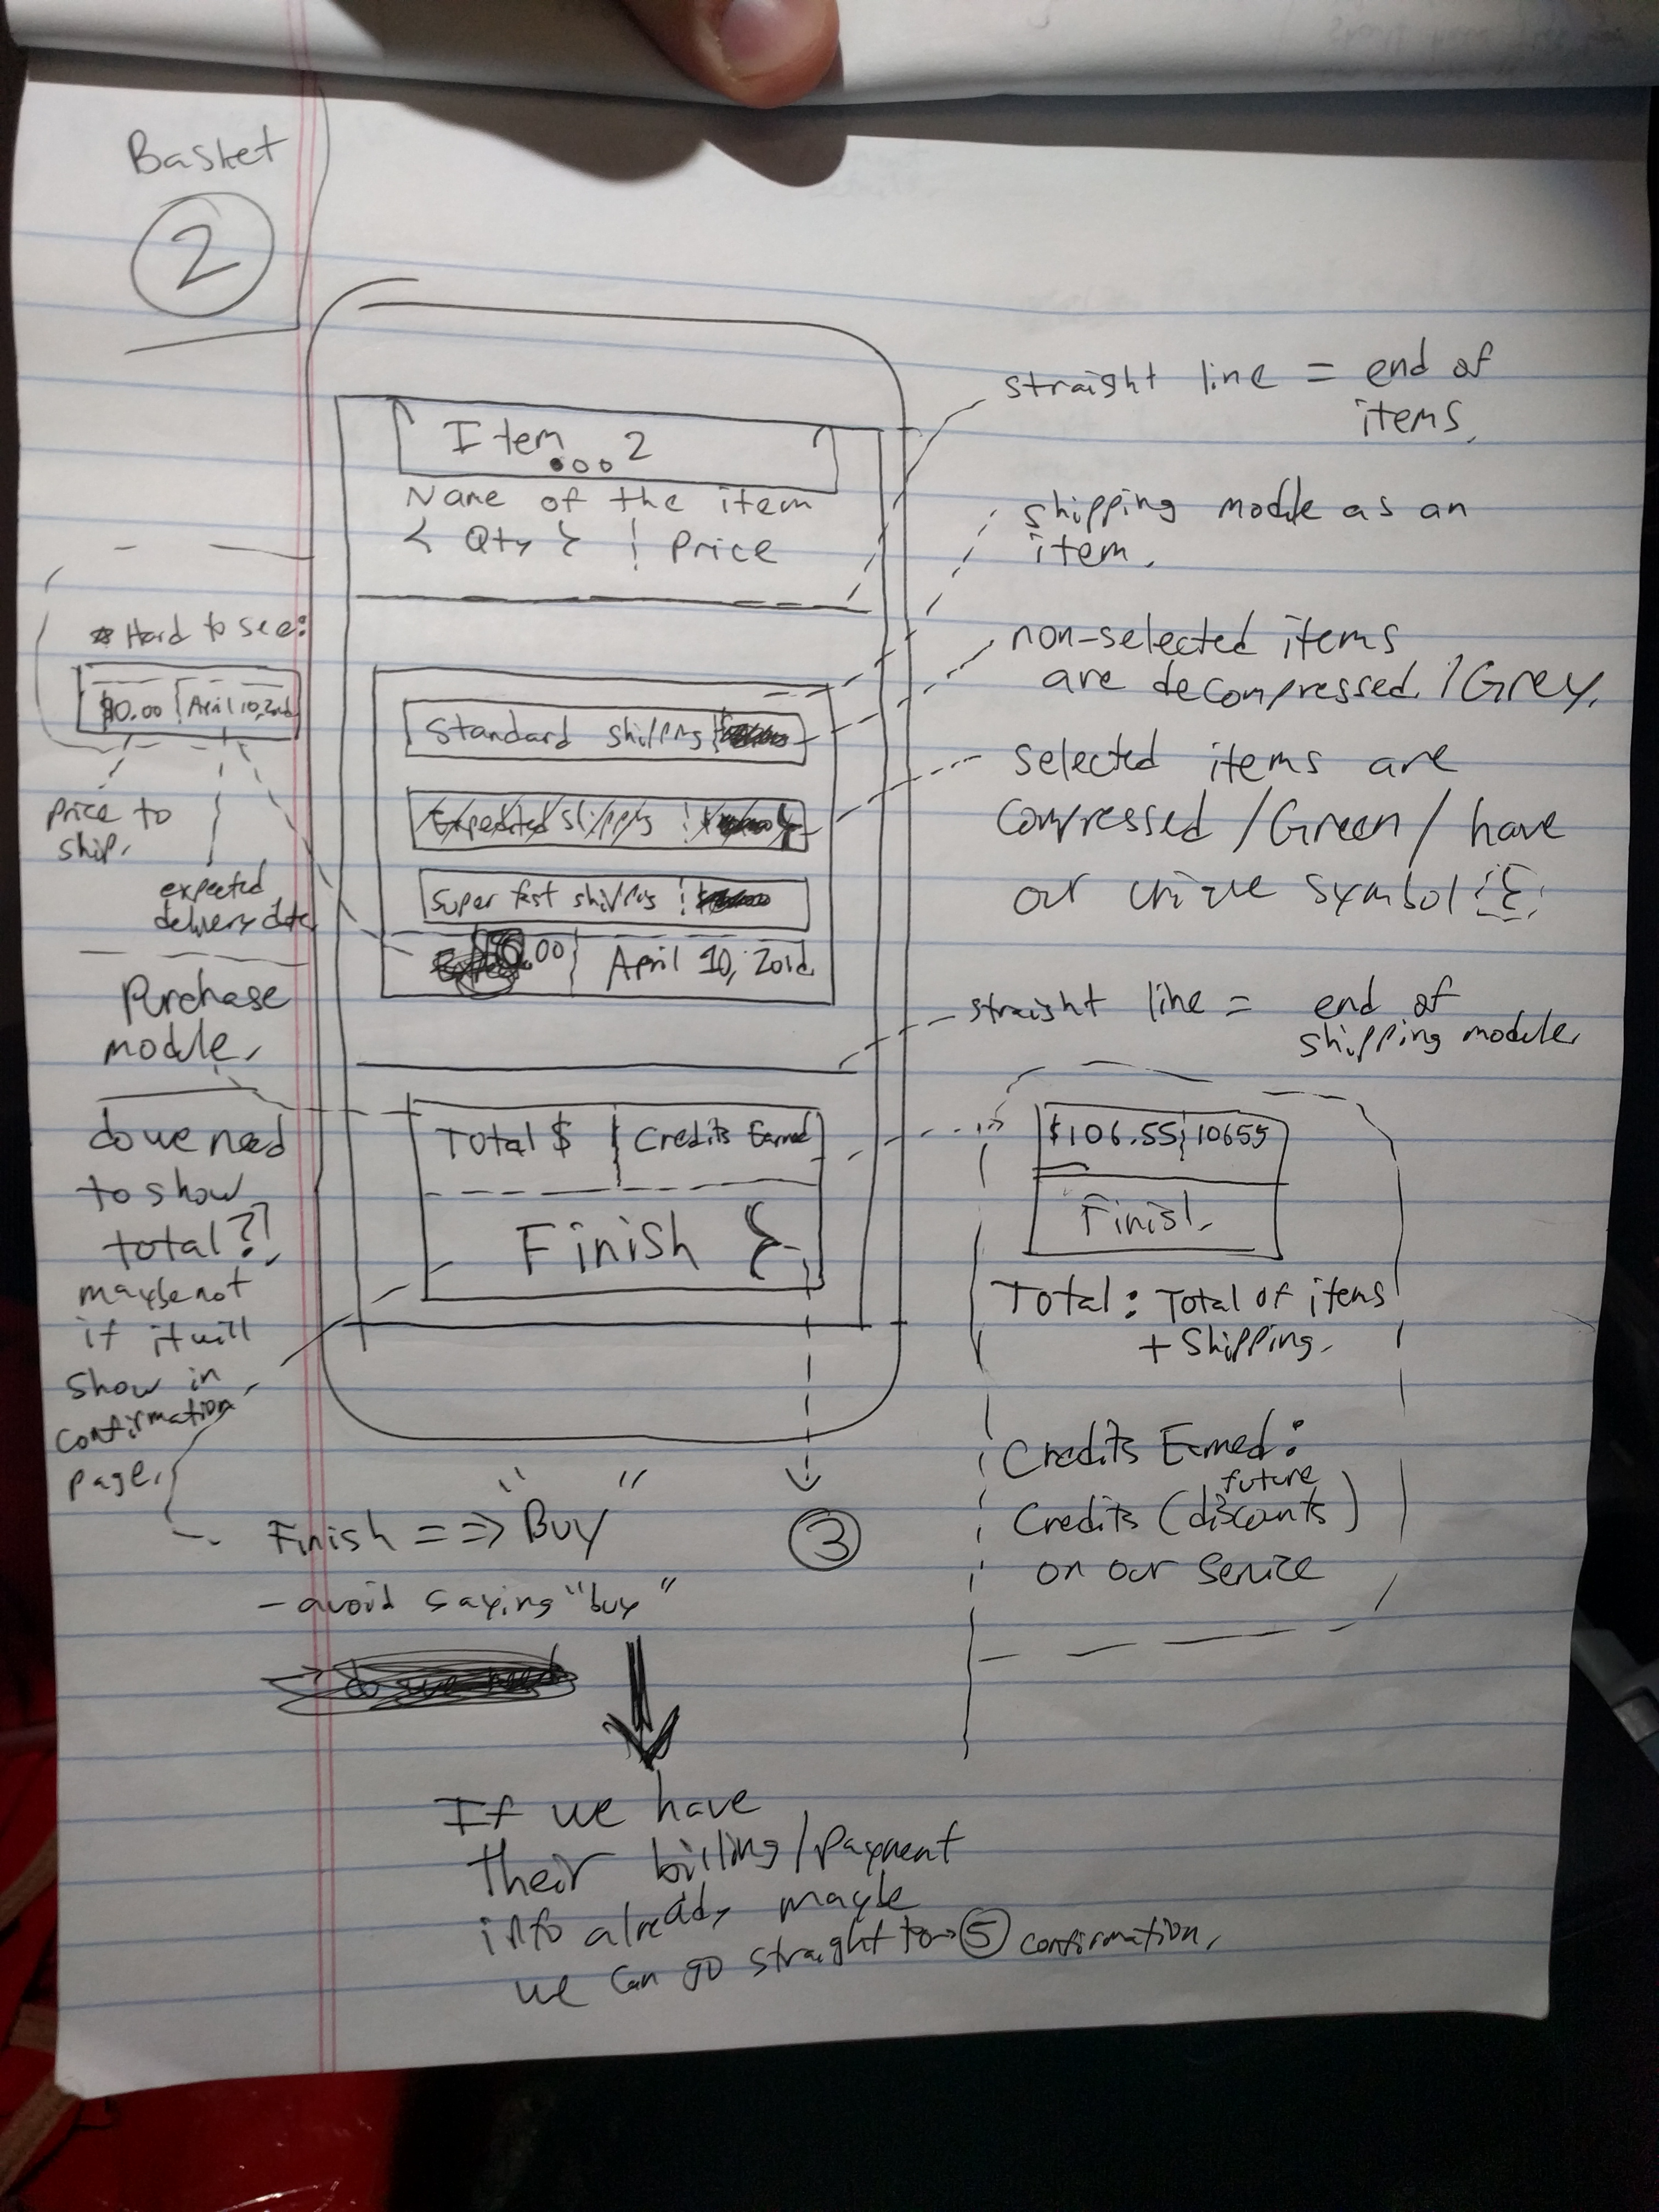 Basket
2
Item...2
Name of the item
< Qty > | Price
straight line = end of
items.
shipping module as an
item.
non-selected items
are decompressed / Grey.
selected items are
compressed / Green / have
our unique symbol
* Hard to see:
$0.00 | April 10,
price to
ship.
expected
delivery date
Standard shipping
Expedited shipping
Super fast shipping
.00 | April 10,
straight line = end of
shipping module.
Purchase
module.
do we need
to show
total?!
maybe not
if it will
show in
confirmation
page.
Total $ | Credits Earned
Finish
$106.55 | 10655
Finish
Total: Total of items
+ Shipping.
Credits Earned:
future
Credits (discounts)
on our service
3
Finish ==> "Buy"
- avoid saying "buy"
→ do we need
If we have
their billing/payment
info already maybe
we can go straight to → 5 confirmation.